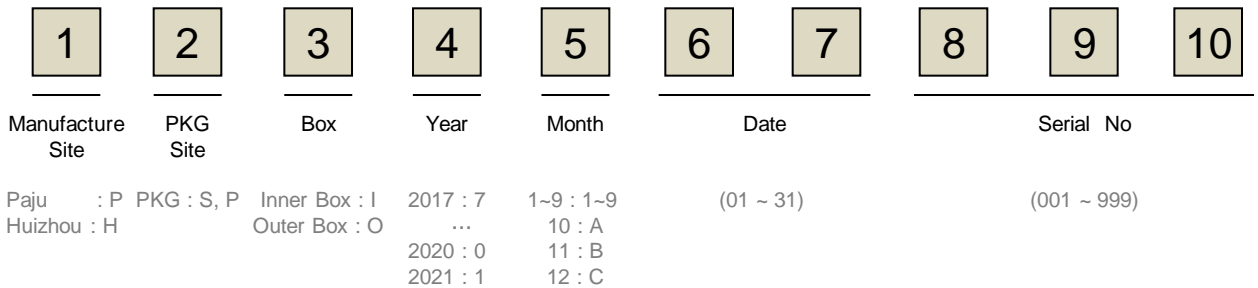 1 2 3 4 5 6 7 8 9 10
Manufacture Site PKG Site Box Year Month Date Serial No
Paju : P PKG : S, P Inner Box : I 2017 : 7 1~9 : 1~9 (01 ~ 31) (001 ~ 999)
Huizhou : H Outer Box : O ... 10 : A
2020 : 0 11 : B
2021 : 1 12 : C